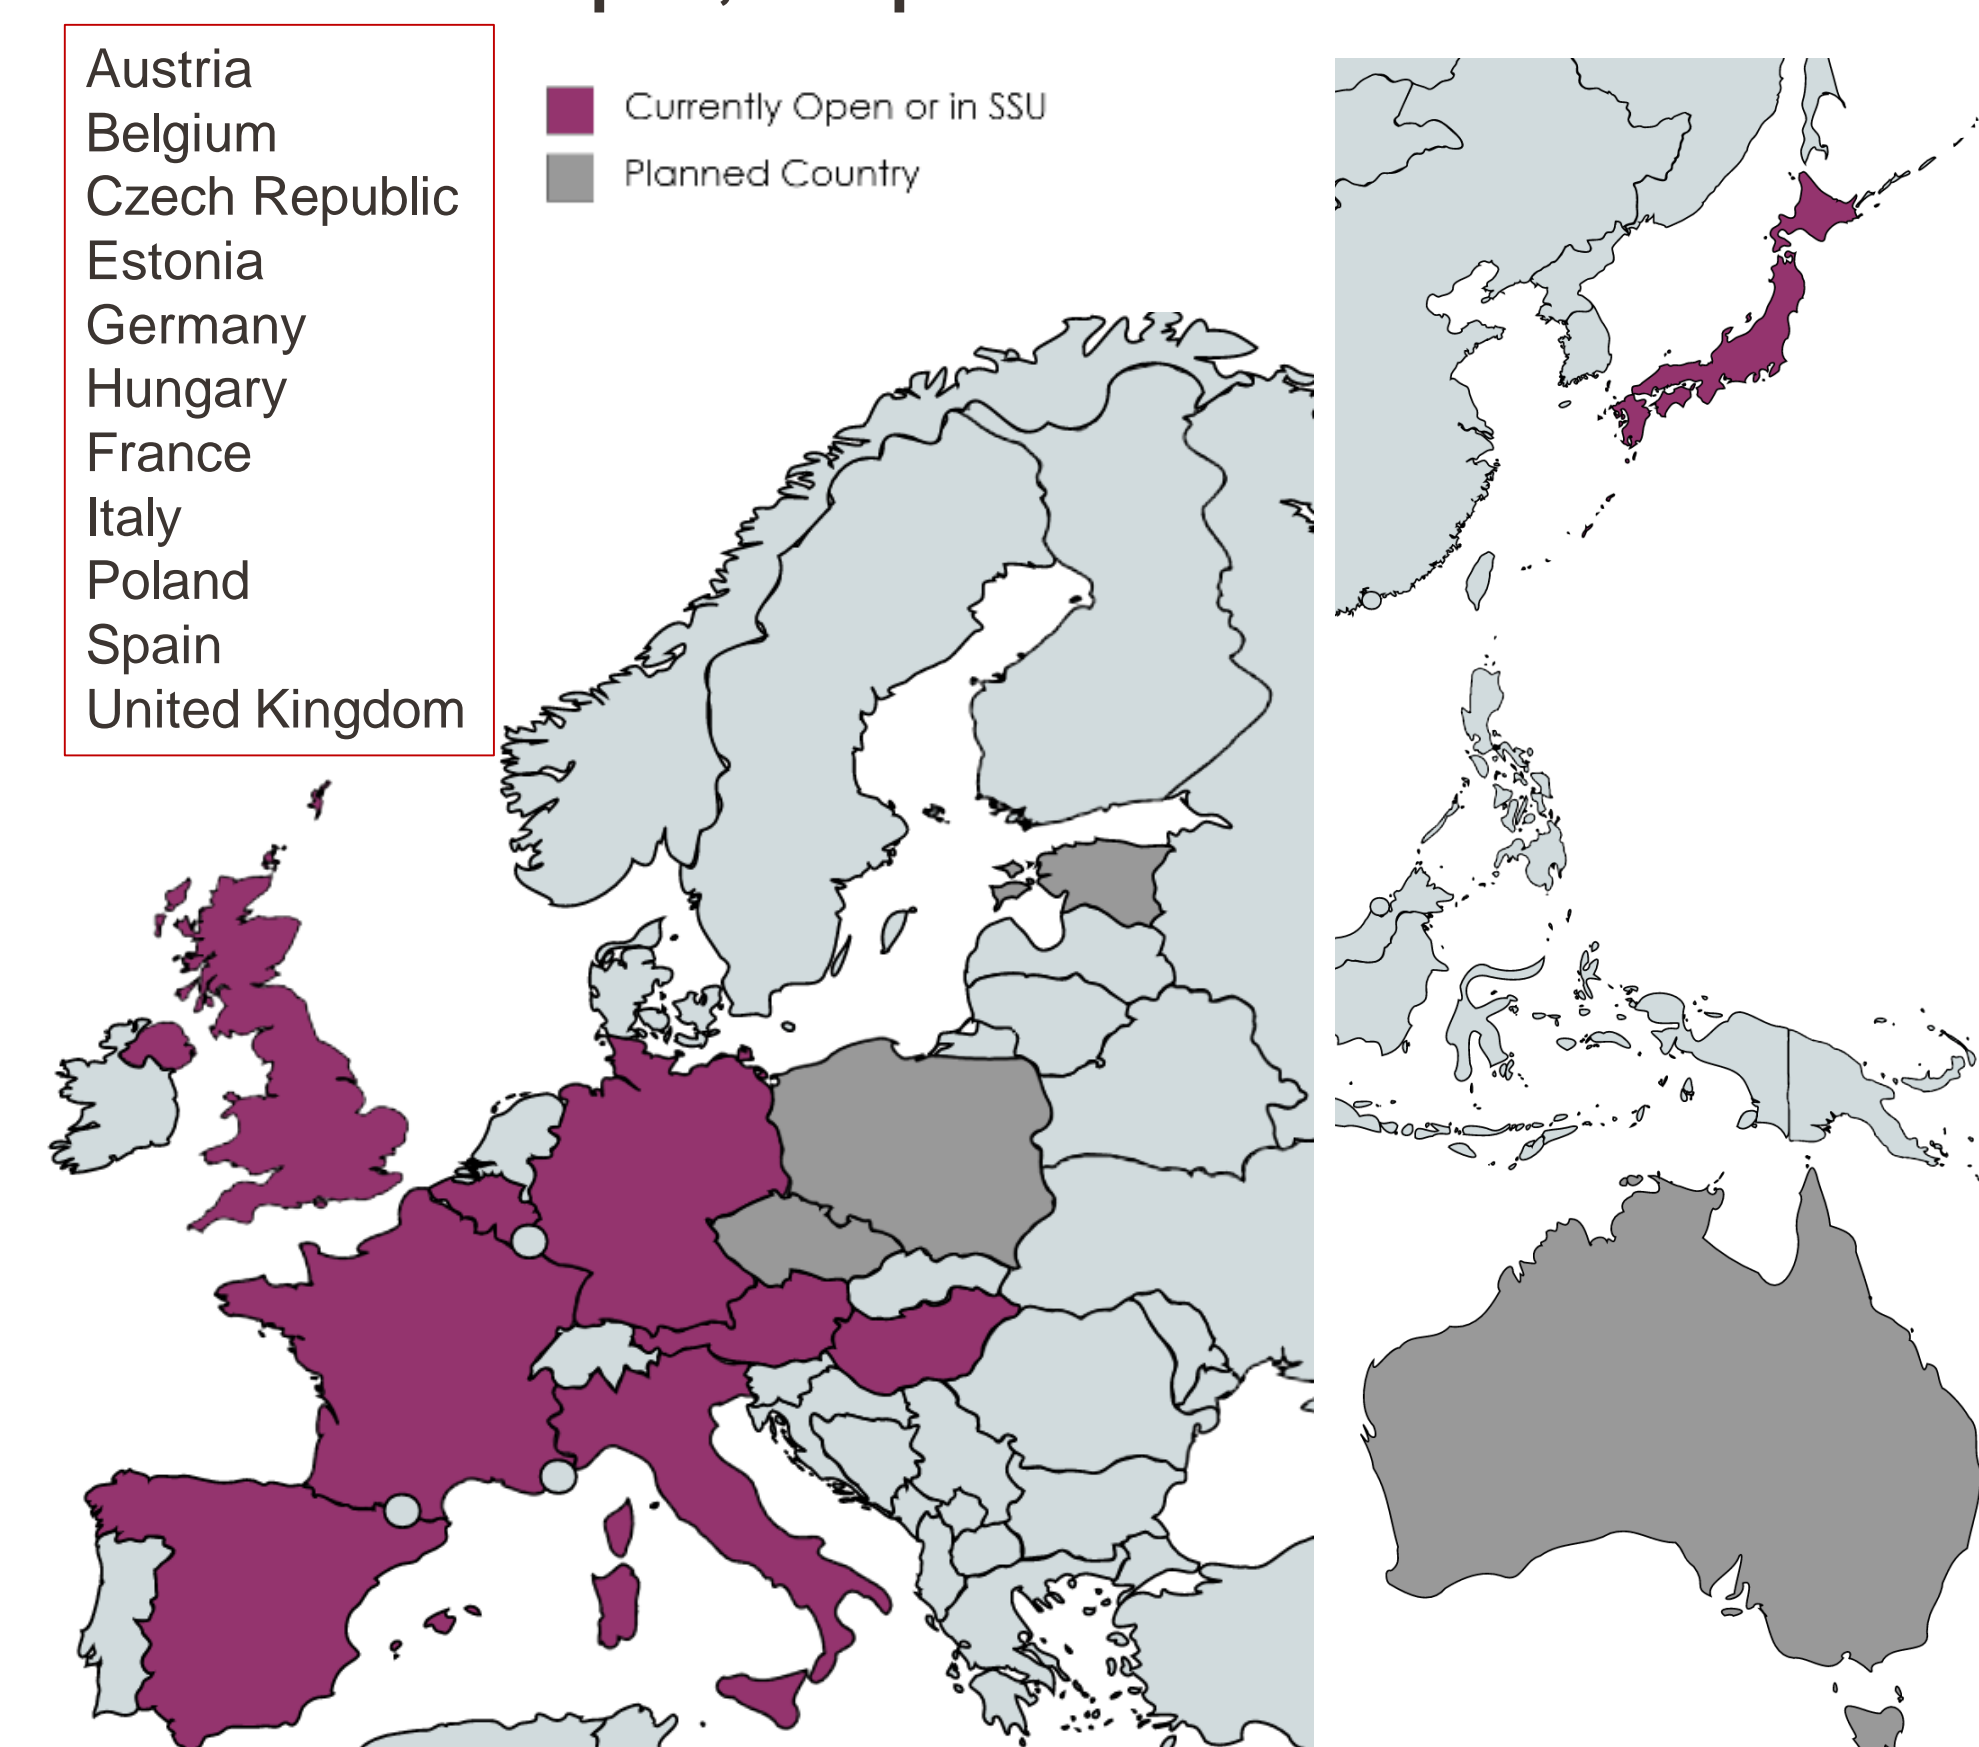 Austria
Belgium
Czech Republic
Estonia
Germany
Hungary
France
Italy
Poland
Spain
United Kingdom
Currently Open or in SSU
Planned Country